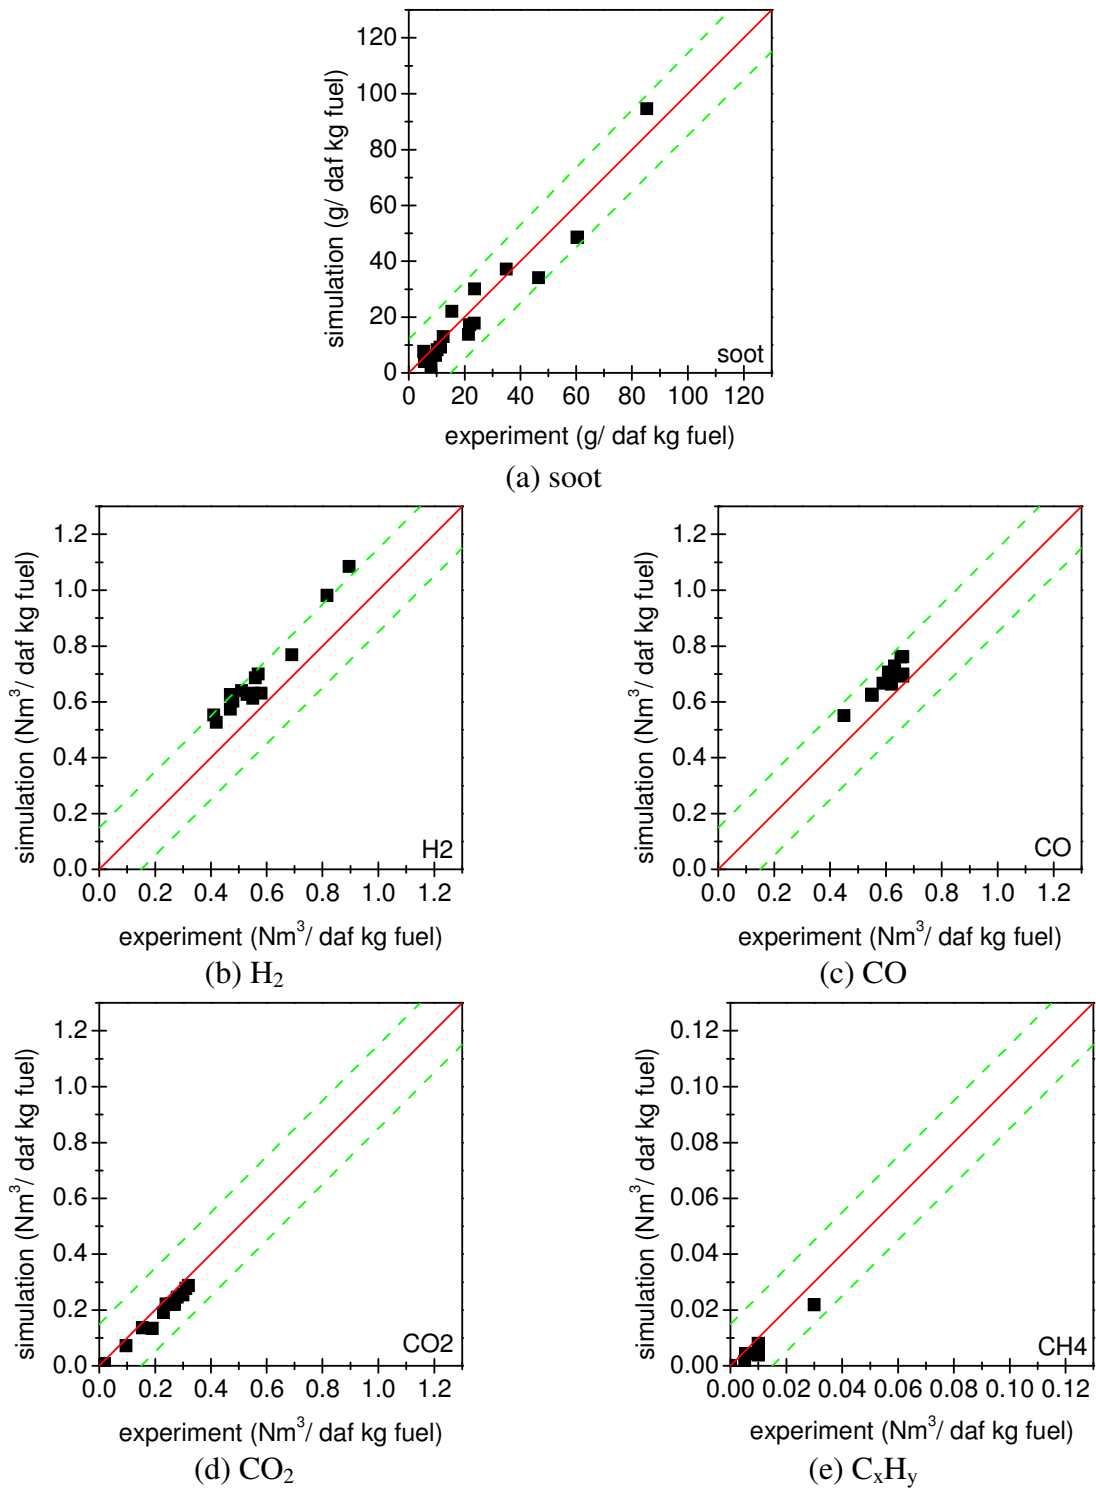 120
100
80
60
40
20
0
simulation (g/ daf kg fuel)
soot
0 20 40 60 80 100 120
experiment (g/ daf kg fuel)
(a) soot
1.2
1.0
0.8
0.6
0.4
0.2
0.0
simulation (Nm³/ daf kg fuel)
H2
0.0 0.2 0.4 0.6 0.8 1.0 1.2
experiment (Nm³/ daf kg fuel)
(b) H₂
1.2
1.0
0.8
0.6
0.4
0.2
0.0
simulation (Nm³/ daf kg fuel)
CO
0.0 0.2 0.4 0.6 0.8 1.0 1.2
experiment (Nm³/ daf kg fuel)
(c) CO
1.2
1.0
0.8
0.6
0.4
0.2
0.0
simulation (Nm³/ daf kg fuel)
CO2
0.0 0.2 0.4 0.6 0.8 1.0 1.2
experiment (Nm³/ daf kg fuel)
(d) CO₂
0.12
0.10
0.08
0.06
0.04
0.02
0.00
simulation (Nm³/ daf kg fuel)
CH4
0.00 0.02 0.04 0.06 0.08 0.10 0.12
experiment (Nm³/ daf kg fuel)
(e) CₓHᵧ